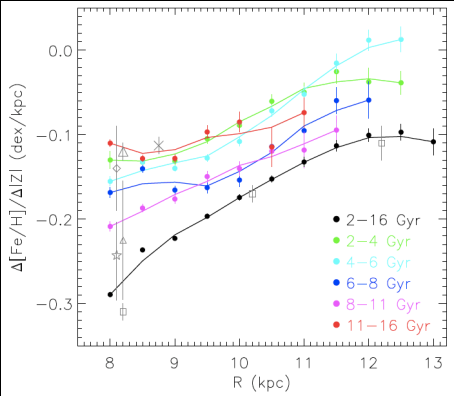 Δ[Fe/H]/Δ|Z| (dex/kpc)
0.0
−0.1
−0.2
−0.3
2−16 Gyr
2−4 Gyr
4−6 Gyr
6−8 Gyr
8−11 Gyr
11−16 Gyr
8 9 10 11 12 13
R (kpc)